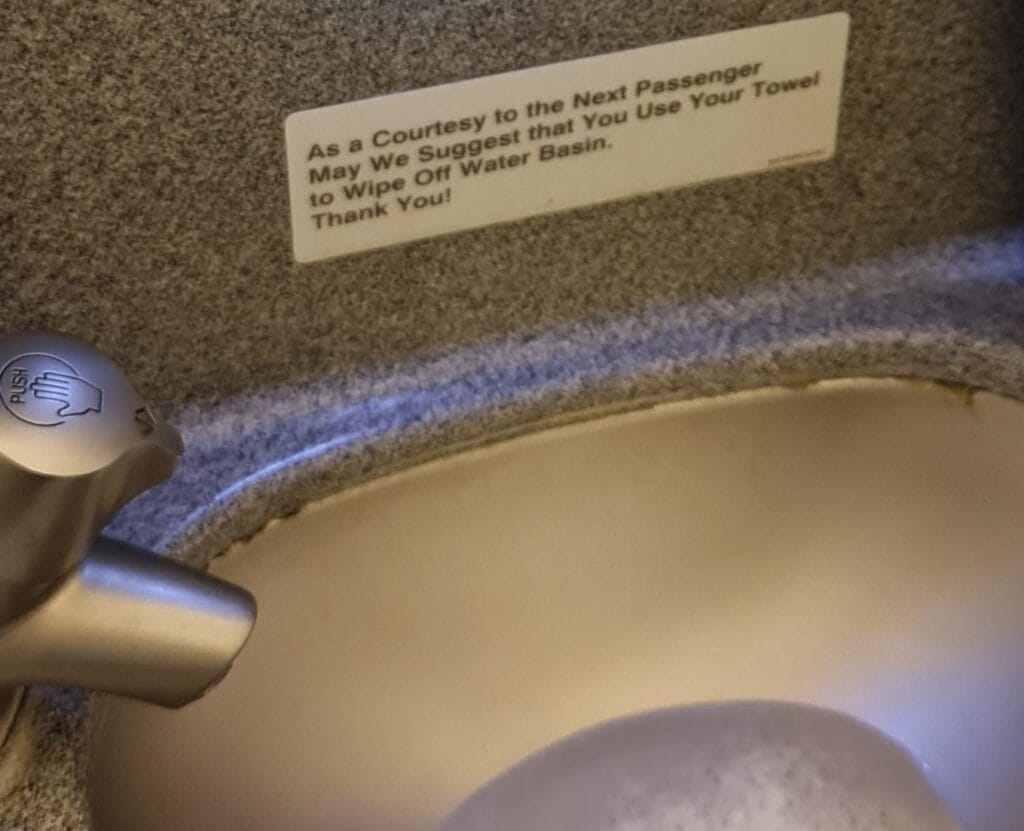 As a Courtesy to the Next Passenger
May We Suggest that You Use Your Towel
to Wipe Off Water Basin.
Thank You!
PUSH